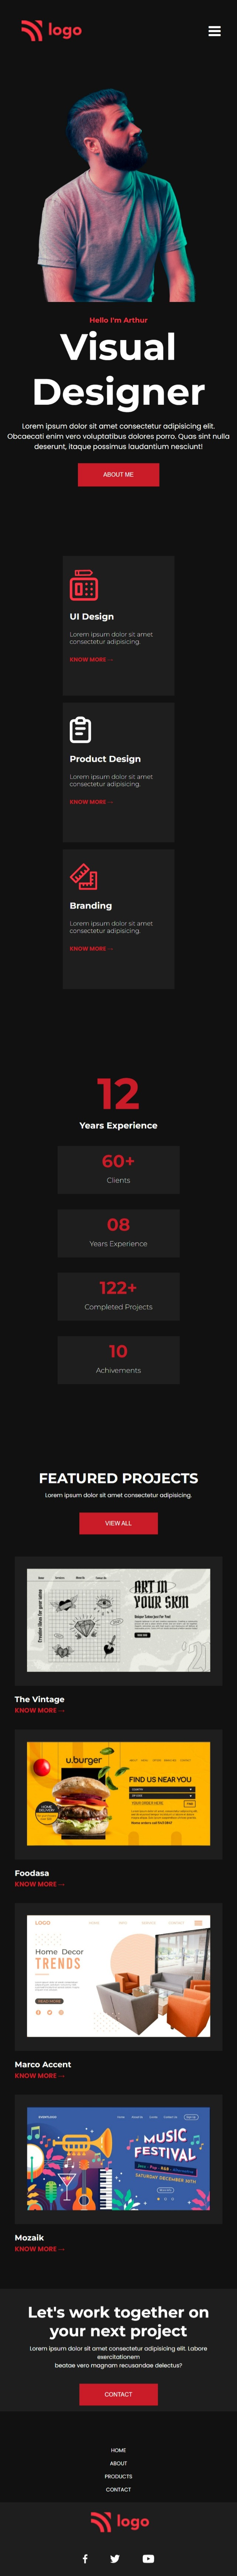 logo
Hello I'm Arthur
Visual
Designer
Lorem ipsum dolor sit amet consectetur adipisicing elit.
Obcaecati enim vero voluptatibus dolores porro. Quas sint nulla
deserunt, itaque possimus laudantium nesciunt!
ABOUT ME
UI Design
Lorem ipsum dolor sit amet
consectetur adipisicing.
KNOW MORE →
Product Design
Lorem ipsum dolor sit amet
consectetur adipisicing.
KNOW MORE →
Branding
Lorem ipsum dolor sit amet
consectetur adipisicing.
KNOW MORE →
12
Years Experience
60+
Clients
08
Years Experience
122+
Completed Projects
10
Achivements
FEATURED PROJECTS
Lorem ipsum dolor sit amet consectetur adipisicing.
VIEW ALL
ART IN
YOUR SKIN
The Vintage
KNOW MORE →
u.burger
FIND US NEAR YOU
Foodasa
KNOW MORE →
LOGO
Home Decor
TRENDS
Marco Accent
KNOW MORE →
MUSIC
FESTIVAL
SATURDAY DECEMBER 30TH
Mozaik
KNOW MORE →
Let's work together on
your next project
Lorem ipsum dolor sit amet consectetur adipisicing elit. Labore
exercitationem
beatae vero magnam recusandae delectus?
CONTACT
HOME
ABOUT
PRODUCTS
CONTACT
logo